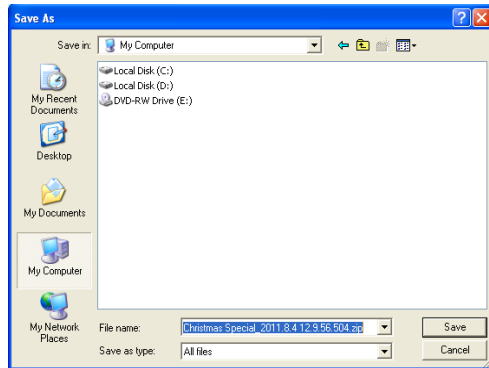 Save As
Save in:
My Computer
Local Disk (C:)
Local Disk (D:)
DVD-RW Drive (E:)
My Recent
Documents
Desktop
My Documents
My Computer
My Network
Places
File name:
Christmas Special_2011.8.4 12.9.56.504.zip
Save
Save as type:
All files
Cancel